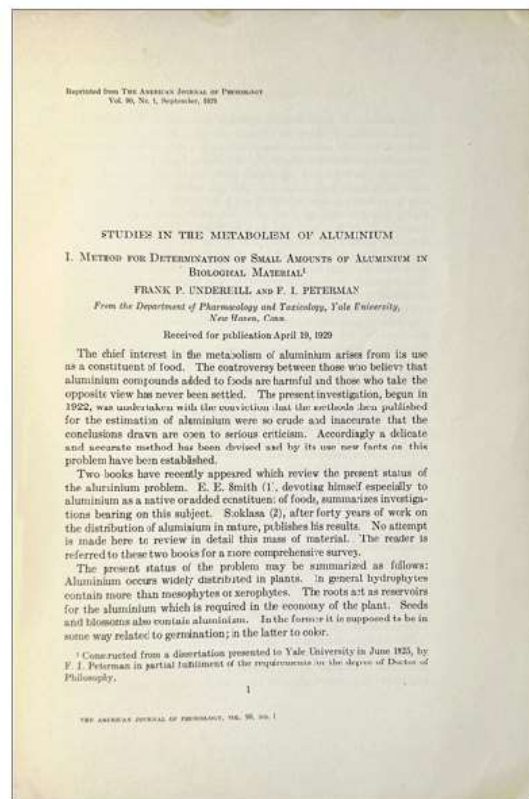 Reprinted from THE AMERICAN JOURNAL OF PHYSIOLOGY
Vol. 90, No. 1, September, 1929
STUDIES IN THE METABOLISM OF ALUMINIUM
I. METHOD FOR DETERMINATION OF SMALL AMOUNTS OF ALUMINIUM IN
BIOLOGICAL MATERIAL¹
FRANK P. UNDERHILL AND F. I. PETERMAN
From the Department of Pharmacology and Toxicology, Yale University,
New Haven, Conn.
Received for publication April 19, 1929
The chief interest in the metabolism of aluminium arises from its use
as a constituent of food. The controversy between those who believe that
aluminium compounds added to foods are harmful and those who take the
opposite view has never been settled. The present investigation, begun in
1922, was undertaken with the conviction that the methods then published
for the estimation of aluminium were so crude and inaccurate that the
conclusions drawn are open to serious criticism. Accordingly a delicate
and accurate method has been devised and by its use new facts on this
problem have been established.
Two books have recently appeared which review the present status of
the aluminium problem. E. E. Smith (1), devoting himself especially to
aluminium as a native or added constituent of foods, summarizes investiga-
tions bearing on this subject. Stoklasa (2), after forty years of work on
the distribution of aluminium in nature, publishes his results. No attempt
is made here to review in detail this mass of material. The reader is
referred to these two books for a more comprehensive survey.
The present status of the problem may be summarized as follows:
Aluminium occurs widely distributed in plants. In general hydrophytes
contain more than mesophytes or xerophytes. The roots act as reservoirs
for the aluminium which is required in the economy of the plant. Seeds
and blossoms also contain aluminium. In the former it is supposed to be in
some way related to germination; in the latter to color.
¹ Constructed from a dissertation presented to Yale University in June 1925, by
F. I. Peterman in partial fulfilment of the requirements for the degree of Doctor of
Philosophy.
1
THE AMERICAN JOURNAL OF PHYSIOLOGY, VOL. 90, NO. 1